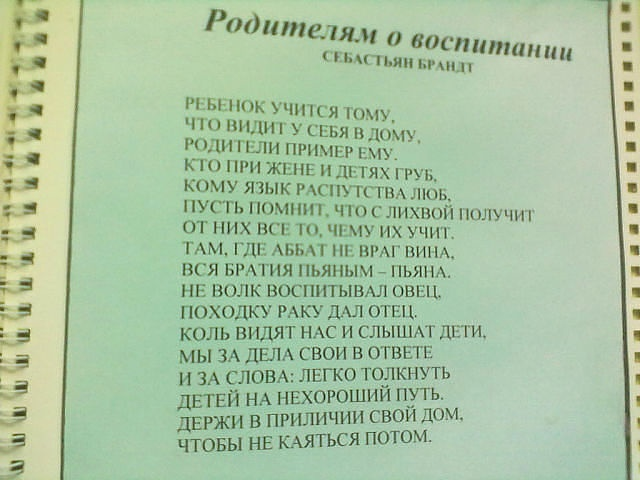 Родителям о воспитании
СЕБАСТЬЯН БРАНДТ
РЕБЕНОК УЧИТСЯ ТОМУ,
ЧТО ВИДИТ У СЕБЯ В ДОМУ,
РОДИТЕЛИ ПРИМЕР ЕМУ.
КТО ПРИ ЖЕНЕ И ДЕТЯХ ГРУБ,
КОМУ ЯЗЫК РАСПУТСТВА ЛЮБ,
ПУСТЬ ПОМНИТ, ЧТО С ЛИХВОЙ ПОЛУЧИТ
ОТ НИХ ВСЕ ТО, ЧЕМУ ИХ УЧИТ.
ТАМ, ГДЕ АББАТ НЕ ВРАГ ВИНА,
ВСЯ БРАТИЯ ПЬЯНЫМ – ПЬЯНА.
НЕ ВОЛК ВОСПИТЫВАЛ ОВЕЦ,
ПОХОДКУ РАКУ ДАЛ ОТЕЦ.
КОЛЬ ВИДЯТ НАС И СЛЫШАТ ДЕТИ,
МЫ ЗА ДЕЛА СВОИ В ОТВЕТЕ
И ЗА СЛОВА: ЛЕГКО ТОЛКНУТЬ
ДЕТЕЙ НА НЕХОРОШИЙ ПУТЬ.
ДЕРЖИ В ПРИЛИЧИИ СВОЙ ДОМ,
ЧТОБЫ НЕ КАЯТЬСЯ ПОТОМ.